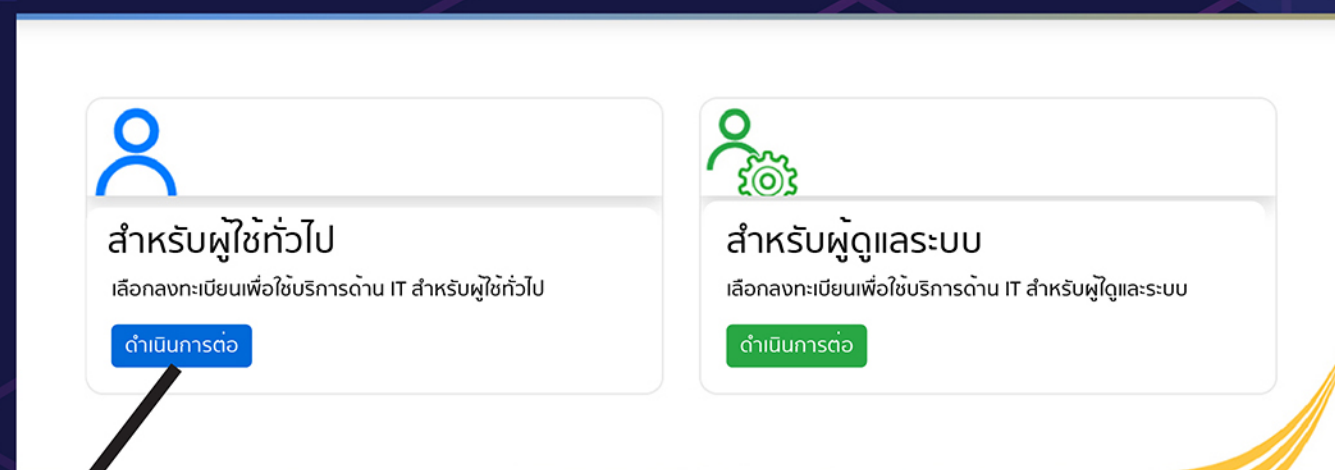 สำหรับผู้ใช้ทั่วไป
เลือกลงทะเบียนเพื่อใช้บริการด้าน IT สำหรับผู้ใช้ทั่วไป
ดำเนินการต่อ
สำหรับผู้ดูแลระบบ
เลือกลงทะเบียนเพื่อใช้บริการด้าน IT สำหรับผู้ใดูและระบบ
ดำเนินการต่อ